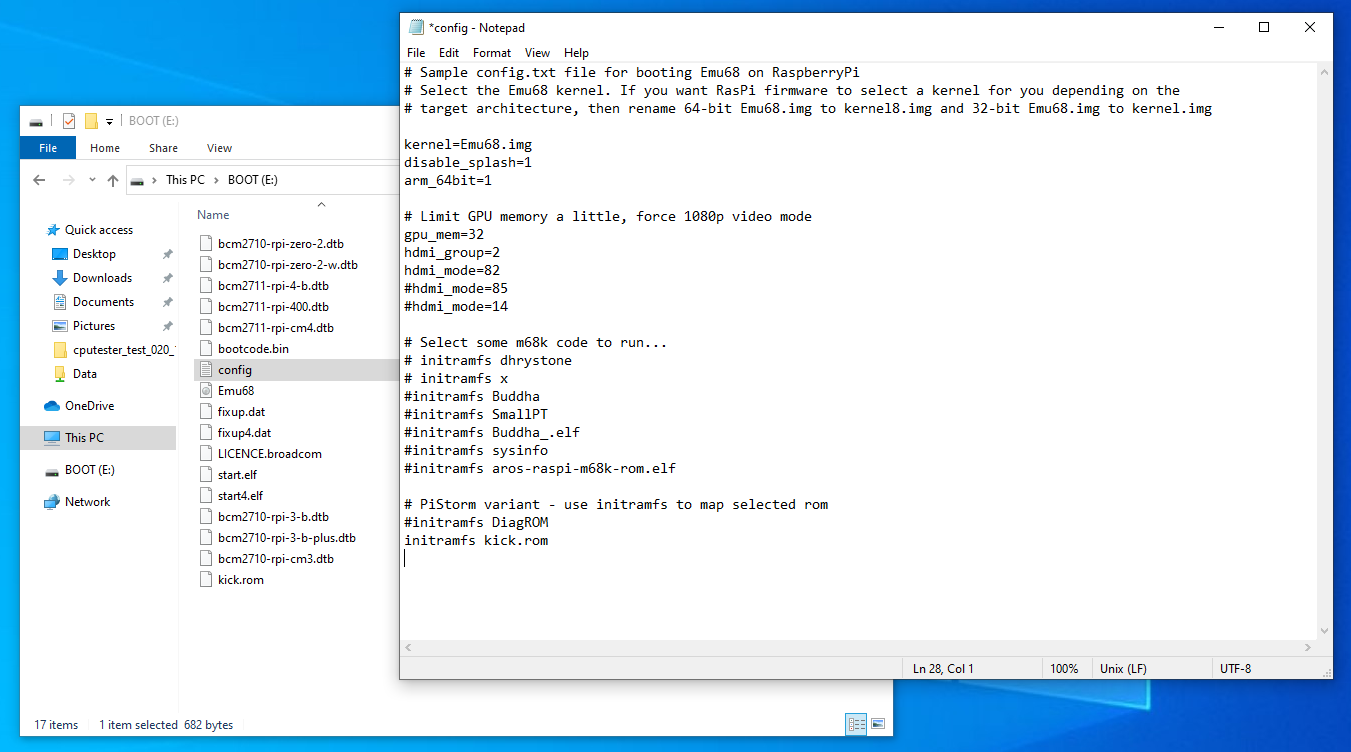 BOOT (E:)
File Home Share View
This PC > BOOT (E:)
Name
Quick access
Desktop
Downloads
Documents
Pictures
cputester_test_020_
Data
OneDrive
This PC
BOOT (E:)
Network
bcm2710-rpi-zero-2.dtb
bcm2710-rpi-zero-2-w.dtb
bcm2711-rpi-4-b.dtb
bcm2711-rpi-400.dtb
bcm2711-rpi-cm4.dtb
bootcode.bin
config
Emu68
fixup.dat
fixup4.dat
LICENCE.broadcom
start.elf
start4.elf
bcm2710-rpi-3-b.dtb
bcm2710-rpi-3-b-plus.dtb
bcm2710-rpi-cm3.dtb
kick.rom
17 items 1 item selected 682 bytes
*config - Notepad
File Edit Format View Help
# Sample config.txt file for booting Emu68 on RaspberryPi
# Select the Emu68 kernel. If you want RasPi firmware to select a kernel for you depending on the
# target architecture, then rename 64-bit Emu68.img to kernel8.img and 32-bit Emu68.img to kernel.img
kernel=Emu68.img
disable_splash=1
arm_64bit=1
# Limit GPU memory a little, force 1080p video mode
gpu_mem=32
hdmi_group=2
hdmi_mode=82
#hdmi_mode=85
#hdmi_mode=14
# Select some m68k code to run...
# initramfs dhrystone
# initramfs x
#initramfs Buddha
#initramfs SmallPT
#initramfs Buddha_.elf
#initramfs sysinfo
#initramfs aros-raspi-m68k-rom.elf
# PiStorm variant - use initramfs to map selected rom
#initramfs DiagROM
initramfs kick.rom
Ln 28, Col 1 100% Unix (LF) UTF-8